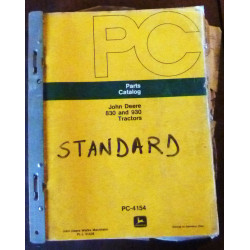 PC
Parts
Catalog
John Deere
830 and 930
Tractors
STANDARD
PC-4154